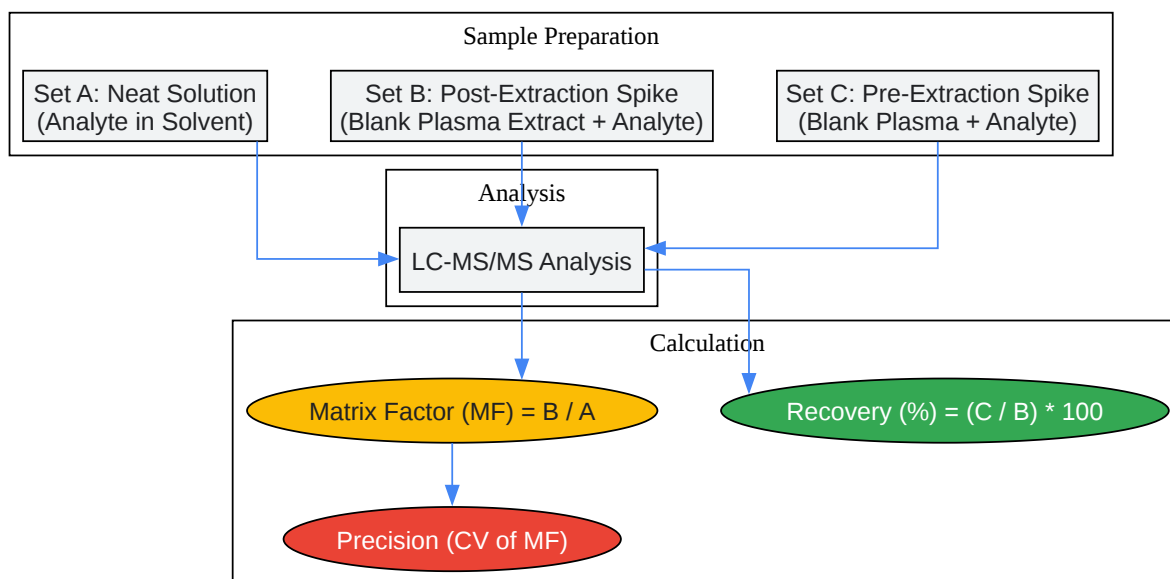 Sample Preparation
Set A: Neat Solution
(Analyte in Solvent)
Set B: Post-Extraction Spike
(Blank Plasma Extract + Analyte)
Set C: Pre-Extraction Spike
(Blank Plasma + Analyte)
Analysis
LC-MS/MS Analysis
Calculation
Matrix Factor (MF) = B / A
Recovery (%) = (C / B) * 100
Precision (CV of MF)